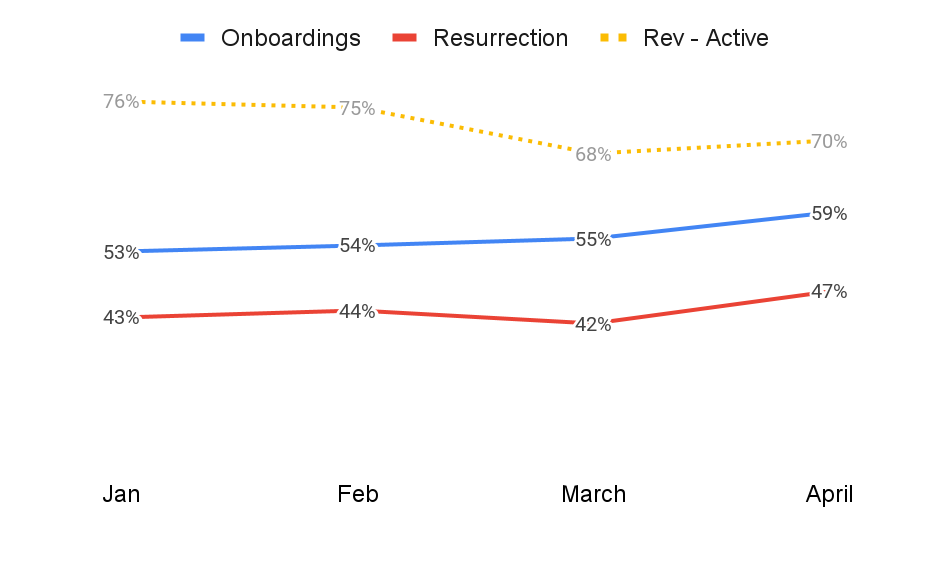 Onboardings Resurrection Rev - Active
76% 75% 68% 70%
53% 54% 55% 59%
43% 44% 42% 47%
Jan Feb March April